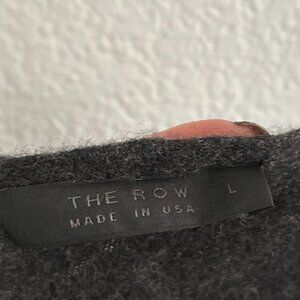 THE ROW
MADE IN USA
L